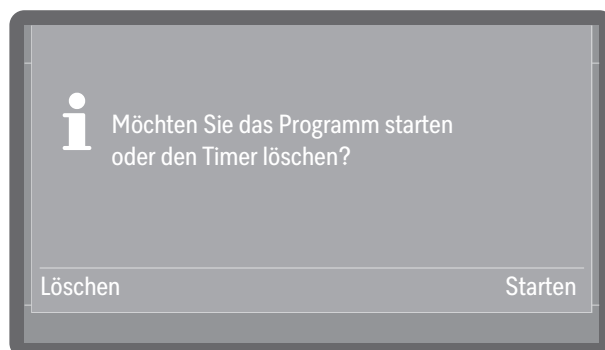 Möchten Sie das Programm starten
oder den Timer löschen?
Löschen
Starten